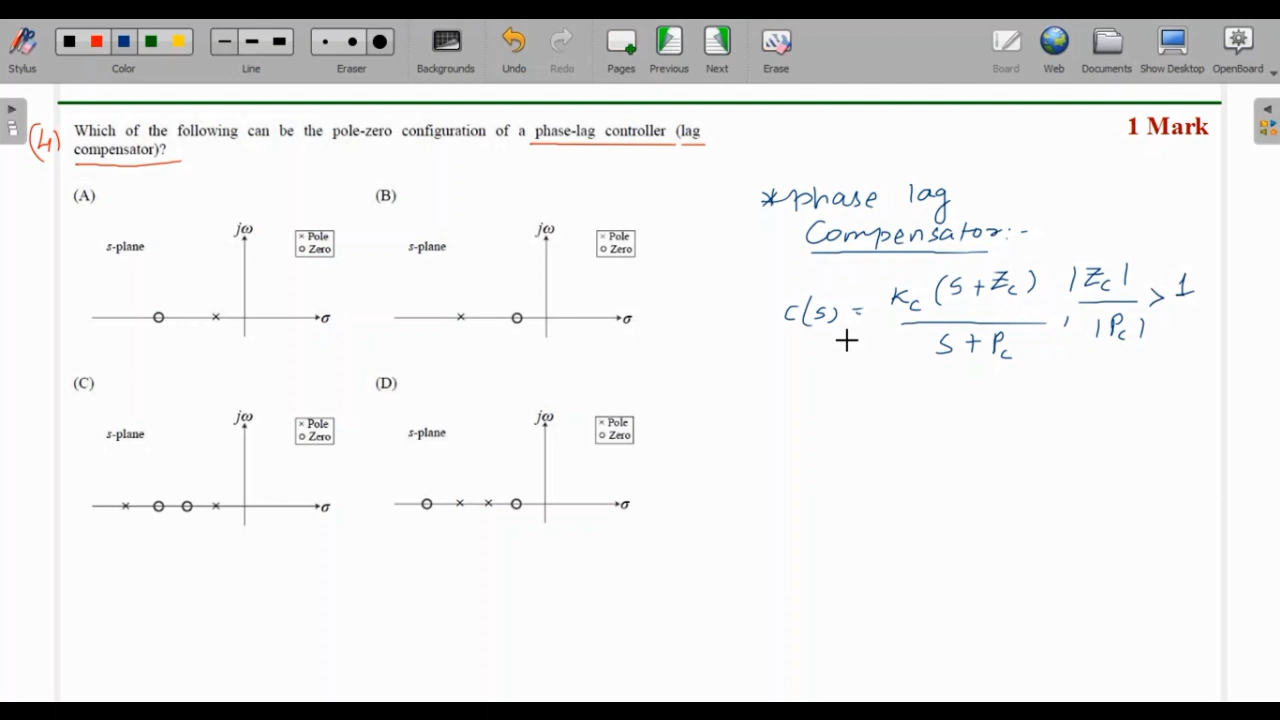 Stylus
Color
Line
Eraser
Backgrounds
Undo
Redo
Pages
Previous
Next
Erase
Board
Web
Documents
Show Desktop
OpenBoard
(4) Which of the following can be the pole-zero configuration of a phase-lag controller (lag
compensator)?
1 Mark
(A)
jω
s-plane
× Pole
o Zero
σ
(B)
jω
s-plane
× Pole
o Zero
σ
(C)
jω
s-plane
× Pole
o Zero
σ
(D)
jω
s-plane
× Pole
o Zero
σ
*phase lag
Compensator:-
C(s) = Kc (s+Zc) / s+Pc , |Zc| / |Pc| > 1